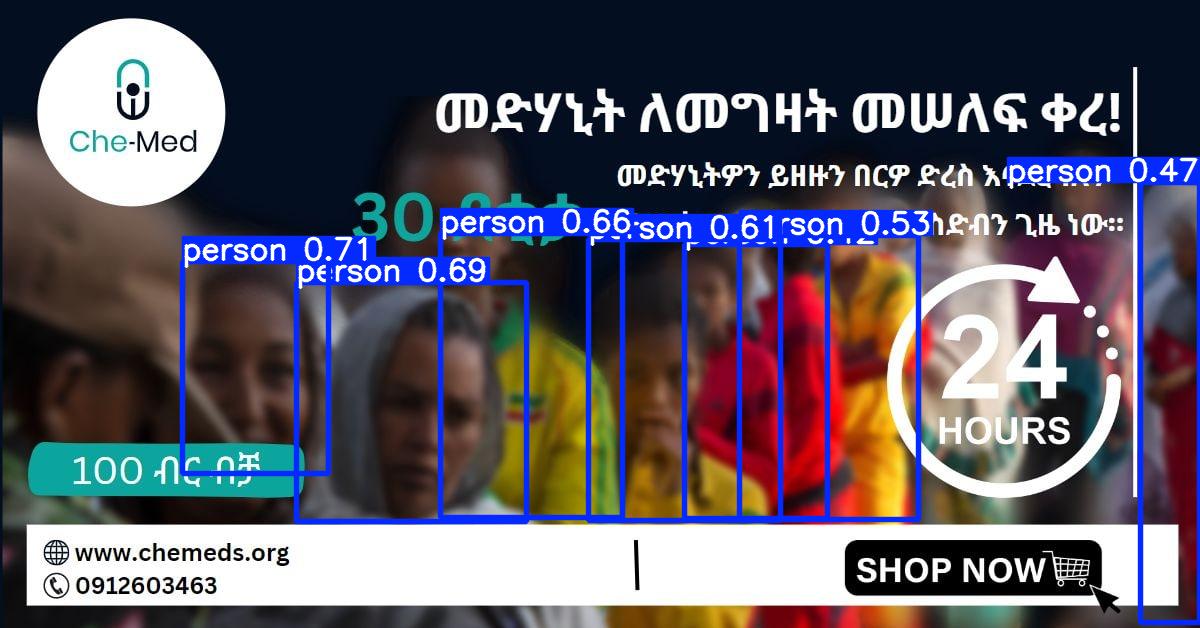 Che-Med
መድሃኒት ለመግዛት መሠለፍ ቀረ!
መድሃኒትዎን ይዘዙን በርዎ ድረስ
30
ጊዜ ነው።
person 0.47
person 0.66
person 0.61
person 0.53
person 0.71
person 0.69
24
HOURS
100 ብር ብቻ
www.chemeds.org
0912603463
SHOP NOW